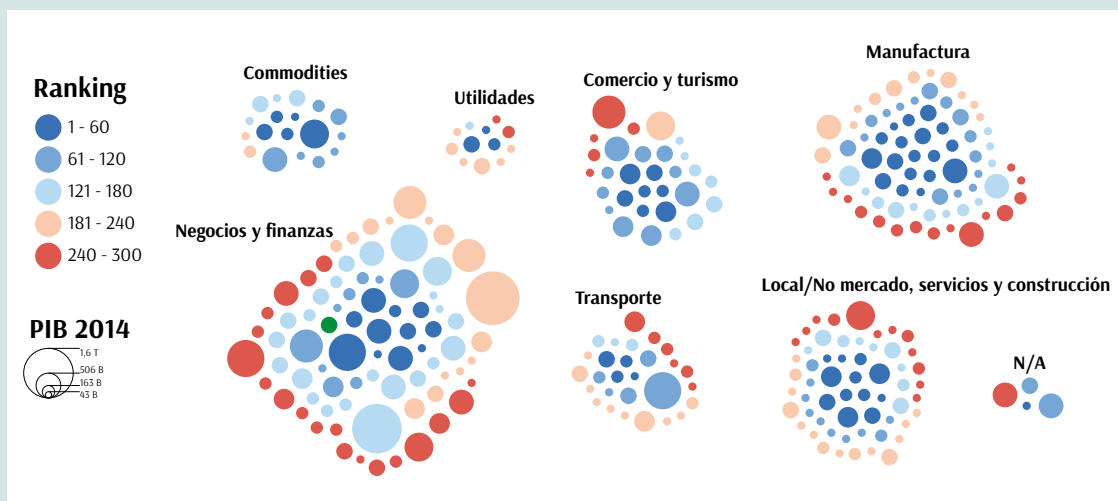 Ranking
1 - 60
61 - 120
121 - 180
181 - 240
240 - 300
PIB 2014
1,6 T
506 B
163 B
43 B
Commodities
Utilidades
Comercio y turismo
Manufactura
Negocios y finanzas
Transporte
Local/No mercado, servicios y construcción
N/A